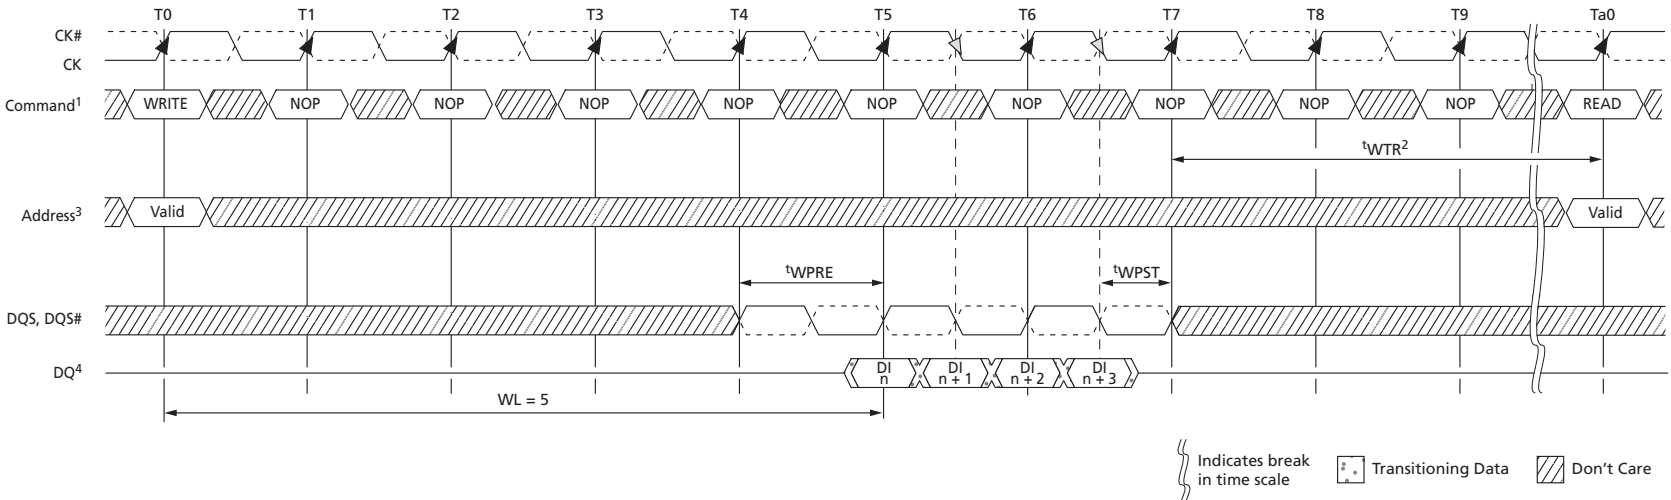 T0 T1 T2 T3 T4 T5 T6 T7 T8 T9 Ta0
CK#
CK
Command1 WRITE NOP NOP NOP NOP NOP NOP NOP NOP NOP READ
tWTR2
Address3 Valid Valid
tWPRE tWPST
DQS, DQS#
DQ4 DI n DI n + 1 DI n + 2 DI n + 3
WL = 5
Indicates break
in time scale
Transitioning Data
Don't Care